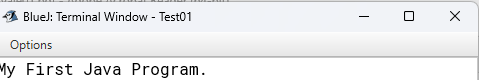 BlueJ: Terminal Window - Test01
Options
My First Java Program.